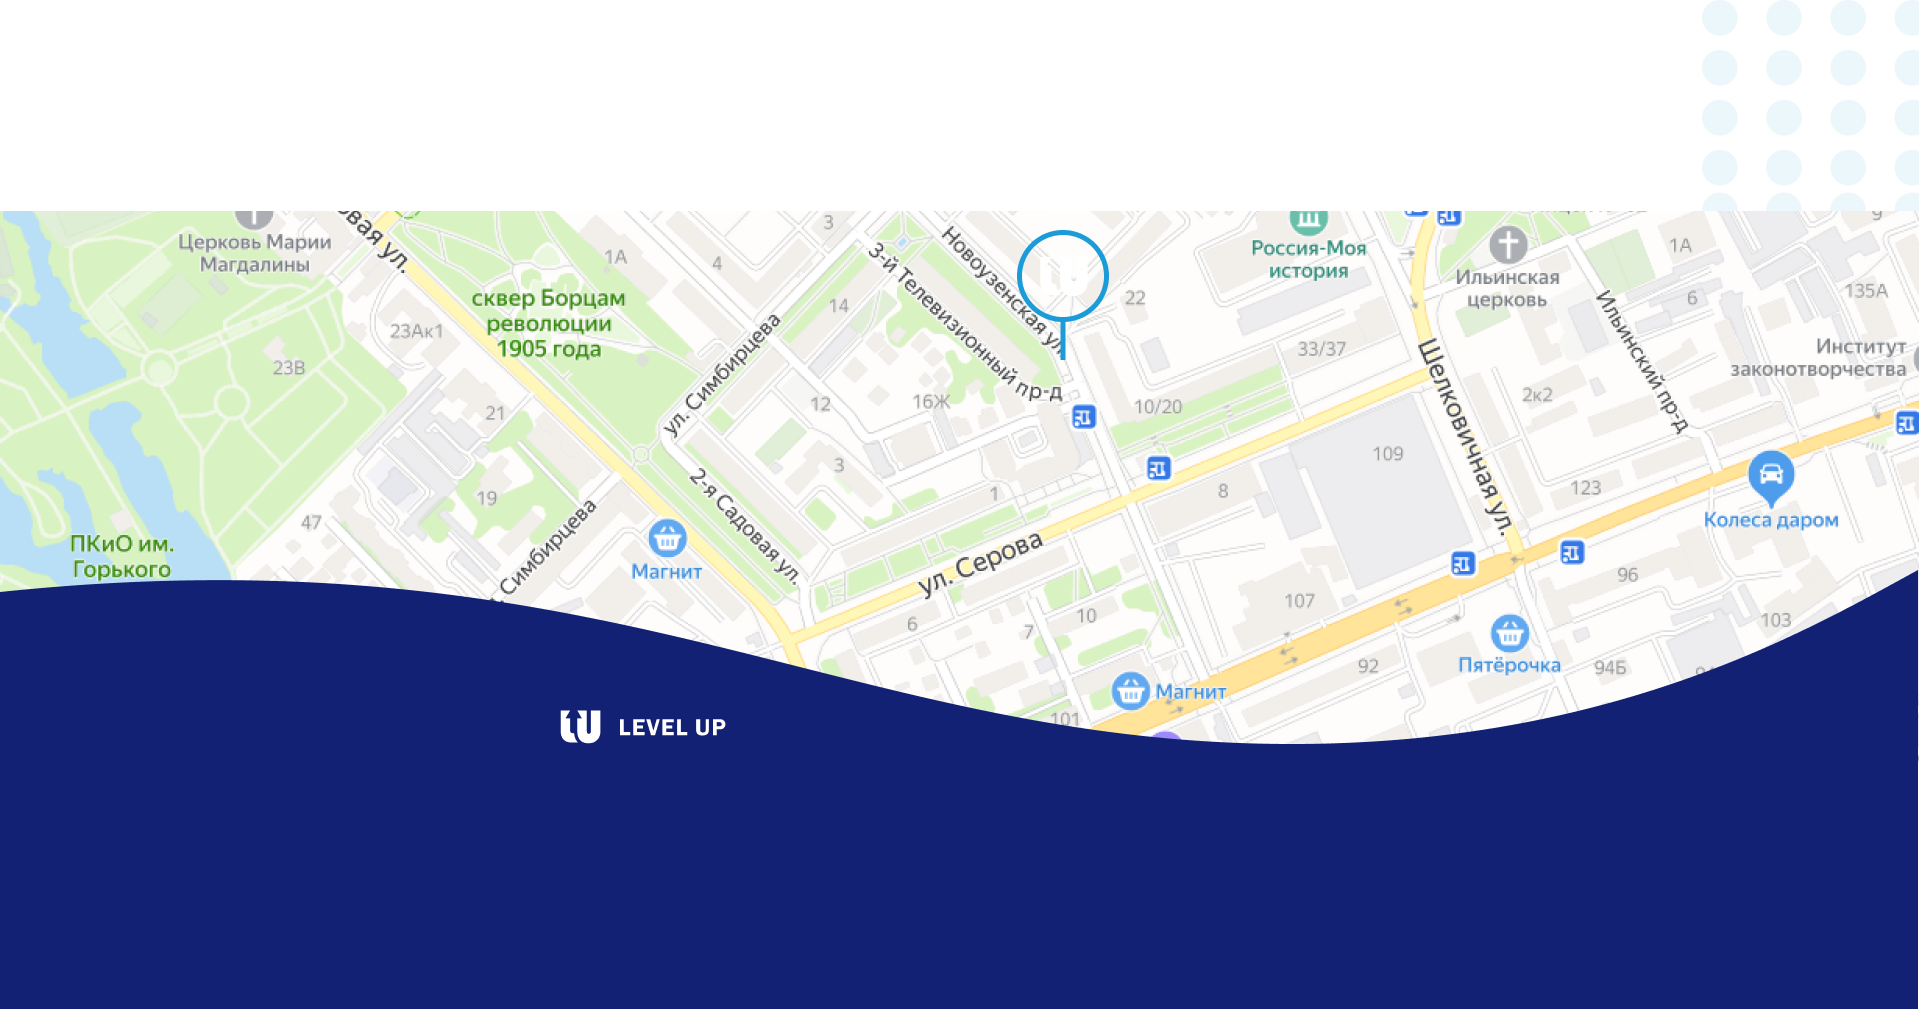 Церковь Марии
Магдалины
овая ул.
сквер Борцам
революции
1905 года
23Ак1
23В
21
19
47
ПКиО им.
Горького
1А
4
3
14
ул. Симбирцева
3-й Телевизионный пр-д
Новоузенская ул.
22
12
16Ж
3
1
2-я Садовая ул.
Симбирцева
Магнит
ул. Серова
6
7
10
101
Магнит
8
10/20
33/37
109
107
92
Россия-Моя
история
Ильинская
церковь
Шелковичная ул.
Ильинский пр-д
1А
6
9
135А
Институт
законотворчества
2к2
123
Колеса даром
96
103
94Б
Пятёрочка
LEVEL UP